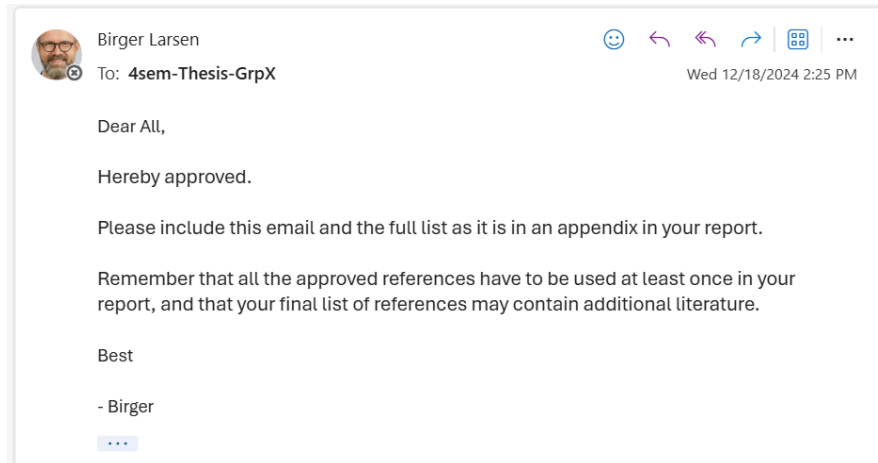 Birger Larsen
To: 4sem-Thesis-GrpX
Wed 12/18/2024 2:25 PM
Dear All,
Hereby approved.
Please include this email and the full list as it is in an appendix in your report.
Remember that all the approved references have to be used at least once in your
report, and that your final list of references may contain additional literature.
Best
- Birger